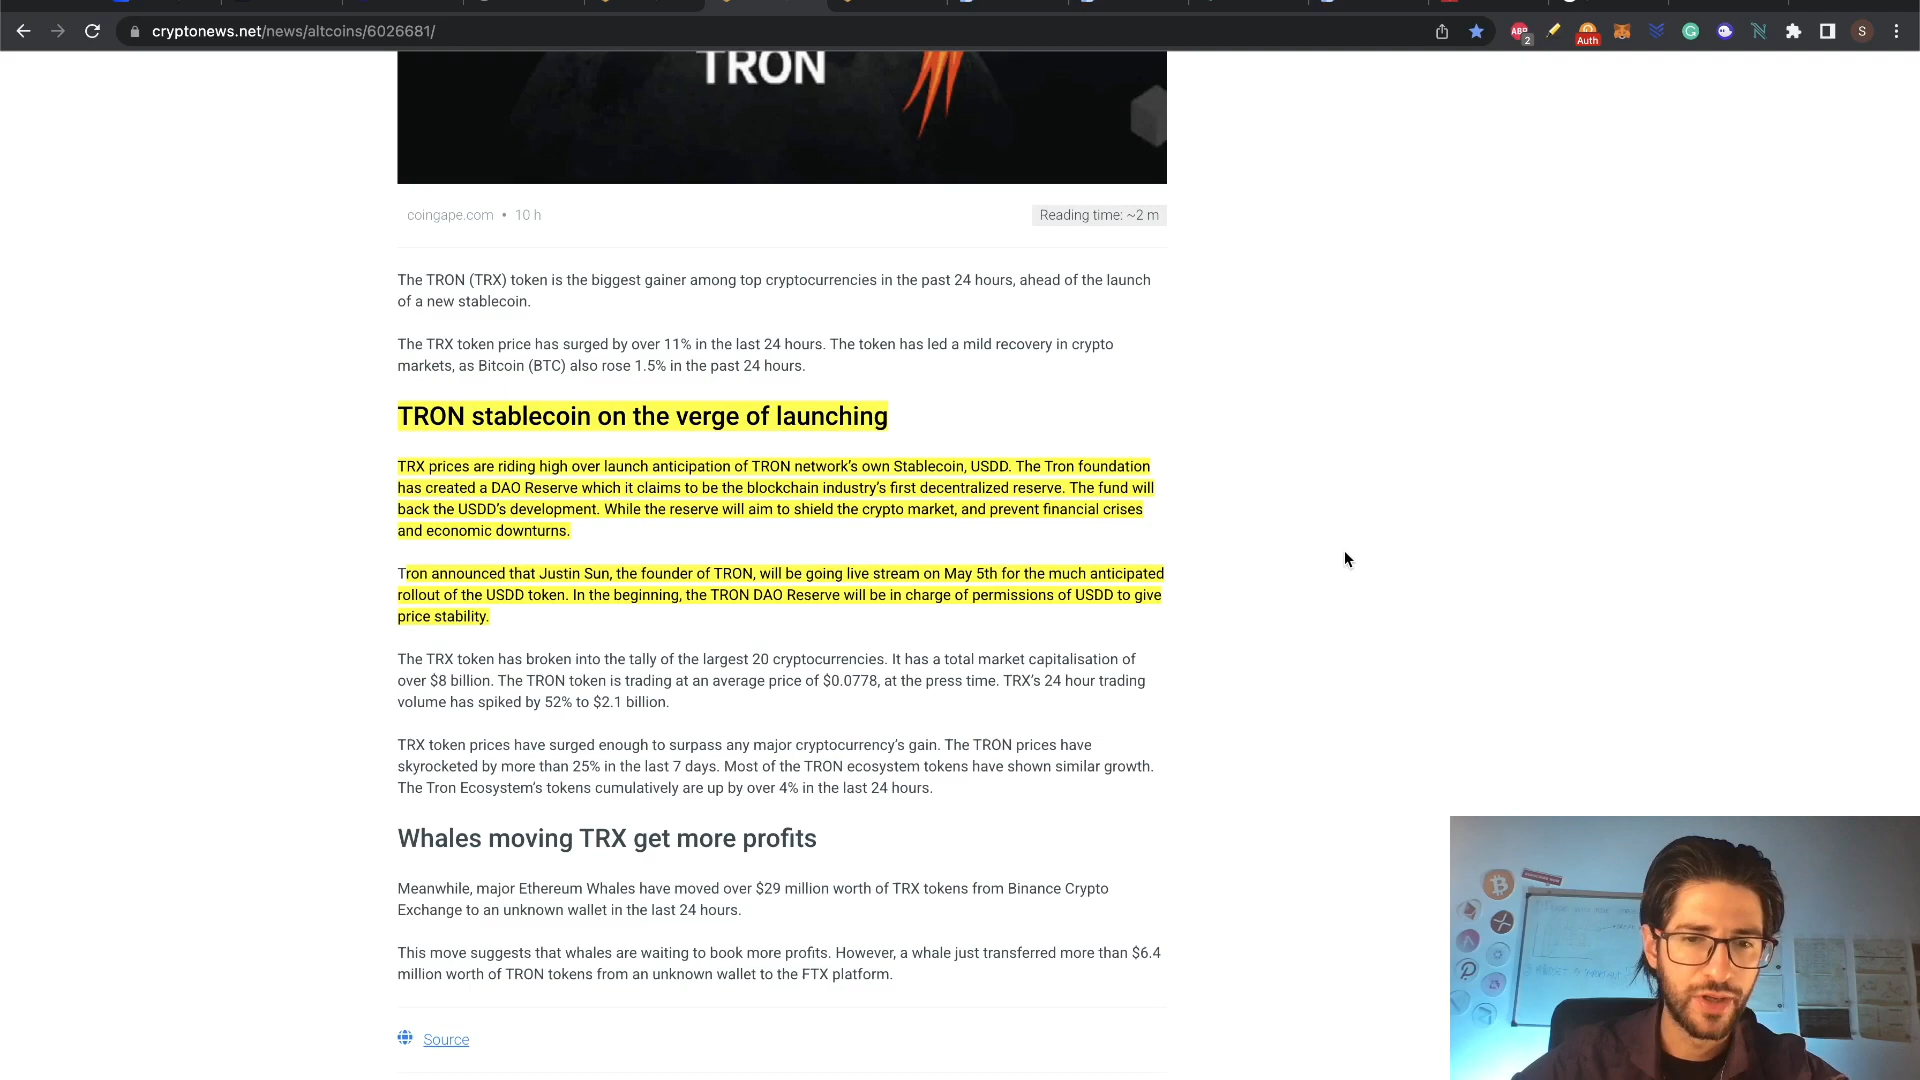 cryptonews.net/news/altcoins/6026681/
ABP
2
Auth
S
TRON
coingape.com • 10 h
Reading time: ~2 m
The TRON (TRX) token is the biggest gainer among top cryptocurrencies in the past 24 hours, ahead of the launch
of a new stablecoin.
The TRX token price has surged by over 11% in the last 24 hours. The token has led a mild recovery in crypto
markets, as Bitcoin (BTC) also rose 1.5% in the past 24 hours.
TRON stablecoin on the verge of launching
TRX prices are riding high over launch anticipation of TRON network’s own Stablecoin, USDD. The Tron foundation
has created a DAO Reserve which it claims to be the blockchain industry’s first decentralized reserve. The fund will
back the USDD’s development. While the reserve will aim to shield the crypto market, and prevent financial crises
and economic downturns.
Tron announced that Justin Sun, the founder of TRON, will be going live stream on May 5th for the much anticipated
rollout of the USDD token. In the beginning, the TRON DAO Reserve will be in charge of permissions of USDD to give
price stability.
The TRX token has broken into the tally of the largest 20 cryptocurrencies. It has a total market capitalisation of
over $8 billion. The TRON token is trading at an average price of $0.0778, at the press time. TRX’s 24 hour trading
volume has spiked by 52% to $2.1 billion.
TRX token prices have surged enough to surpass any major cryptocurrency’s gain. The TRON prices have
skyrocketed by more than 25% in the last 7 days. Most of the TRON ecosystem tokens have shown similar growth.
The Tron Ecosystem’s tokens cumulatively are up by over 4% in the last 24 hours.
Whales moving TRX get more profits
Meanwhile, major Ethereum Whales have moved over $29 million worth of TRX tokens from Binance Crypto
Exchange to an unknown wallet in the last 24 hours.
This move suggests that whales are waiting to book more profits. However, a whale just transferred more than $6.4
million worth of TRON tokens from an unknown wallet to the FTX platform.
Source